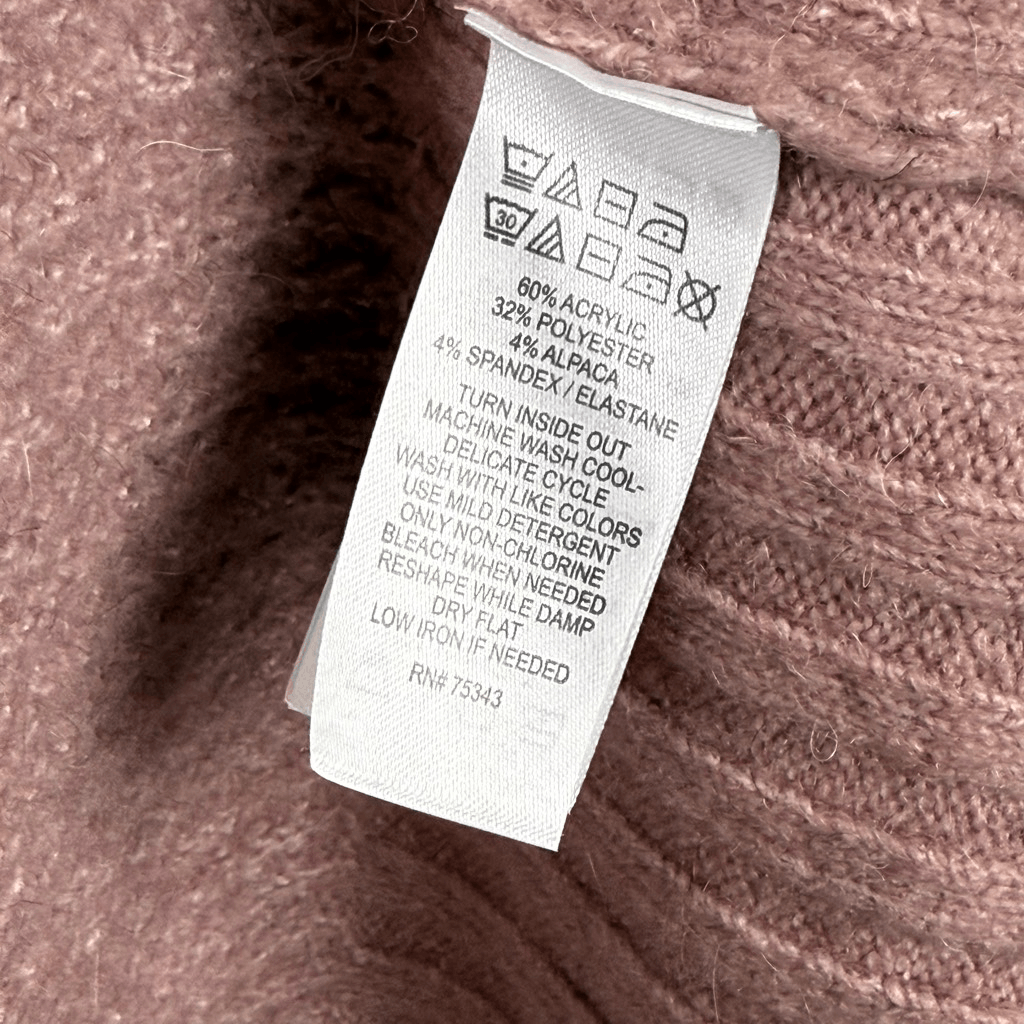 30
60% ACRYLIC
32% POLYESTER
4% ALPACA
4% SPANDEX / ELASTANE
TURN INSIDE OUT
MACHINE WASH COOL-
DELICATE CYCLE
WASH WITH LIKE COLORS
USE MILD DETERGENT
ONLY NON-CHLORINE
BLEACH WHEN NEEDED
RESHAPE WHILE DAMP
DRY FLAT
LOW IRON IF NEEDED
RN# 75343